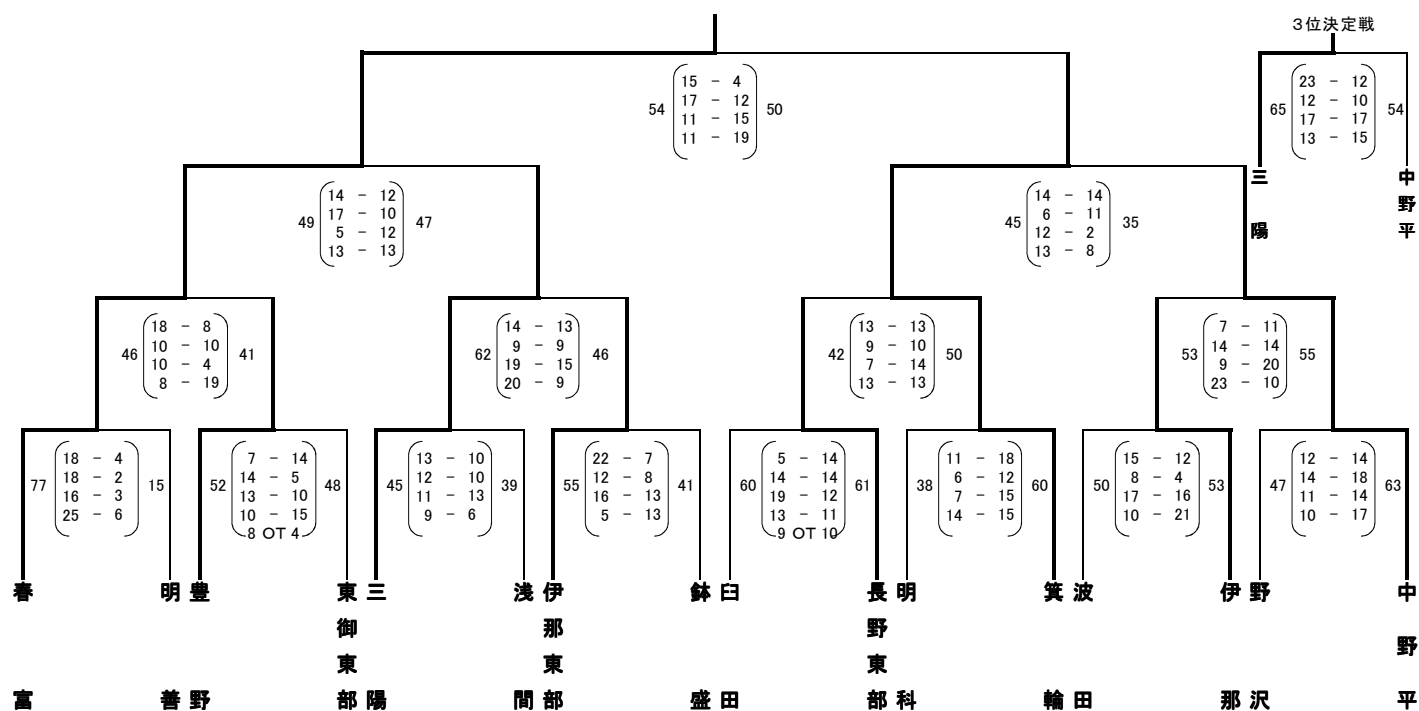 3位決定戦
54
15 - 4
17 - 12
11 - 15
11 - 19
50
65
23 - 12
12 - 10
17 - 17
13 - 15
54
三陽
中野平
49
14 - 12
17 - 10
5 - 12
13 - 13
47
45
14 - 14
6 - 11
12 - 2
13 - 8
35
46
18 - 8
10 - 10
10 - 4
8 - 19
41
62
14 - 13
9 - 9
19 - 15
20 - 9
46
42
13 - 13
9 - 10
7 - 14
13 - 13
50
53
7 - 11
14 - 14
9 - 20
23 - 10
55
77
18 - 4
18 - 2
16 - 3
25 - 6
15
52
7 - 14
14 - 5
13 - 10
10 - 15
8 OT 4
48
45
13 - 10
12 - 10
11 - 13
9 - 6
39
55
22 - 7
12 - 8
16 - 13
5 - 13
41
60
5 - 14
14 - 14
19 - 12
13 - 11
9 OT 10
61
38
11 - 18
6 - 12
7 - 15
14 - 15
60
50
15 - 12
8 - 4
17 - 16
10 - 21
53
47
12 - 14
14 - 18
11 - 14
10 - 17
63
春富
明善
豊野
東御東部
三陽
浅間
伊那東部
鉢盛
臼田
長野東部
明科
箕輪
波田
伊那
野沢
中野平